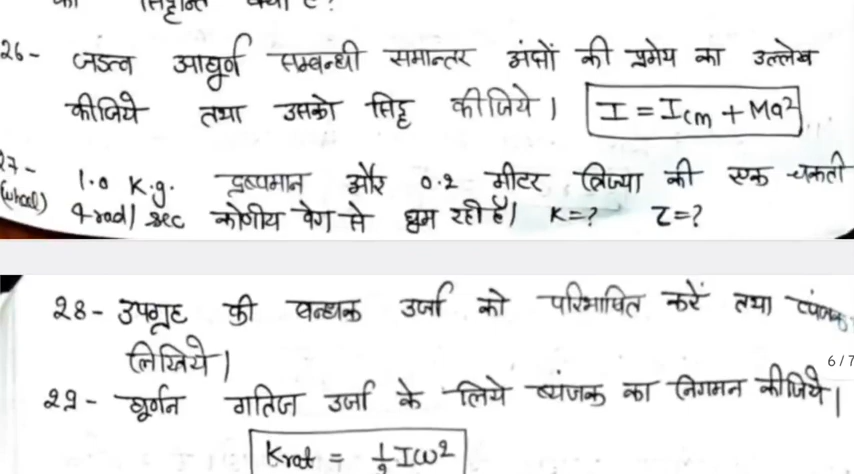 का सिद्धान्त क्या है?
26- जड़त्व आघूर्ण सम्बन्धी समान्तर अक्षों की प्रमेय का उल्लेख
कीजिये तथा उसको सिद्द कीजिये। I = Icm + Ma²
27- 1.0 K.g. द्रव्यमान और 0.2 मीटर त्रिज्या की एक चकती
(wheel) 4 rad/sec कोणीय वेग से घुम रही है। K=? τ=?
28- उपग्रह की बन्धक उर्जा को परिभाषित करें तथा व्यंजक
लिखिये।
6/7
29- घूर्णन गतिज उर्जा के लिये व्यंजक का निगमन कीजिये।
Krot = ½Iω²